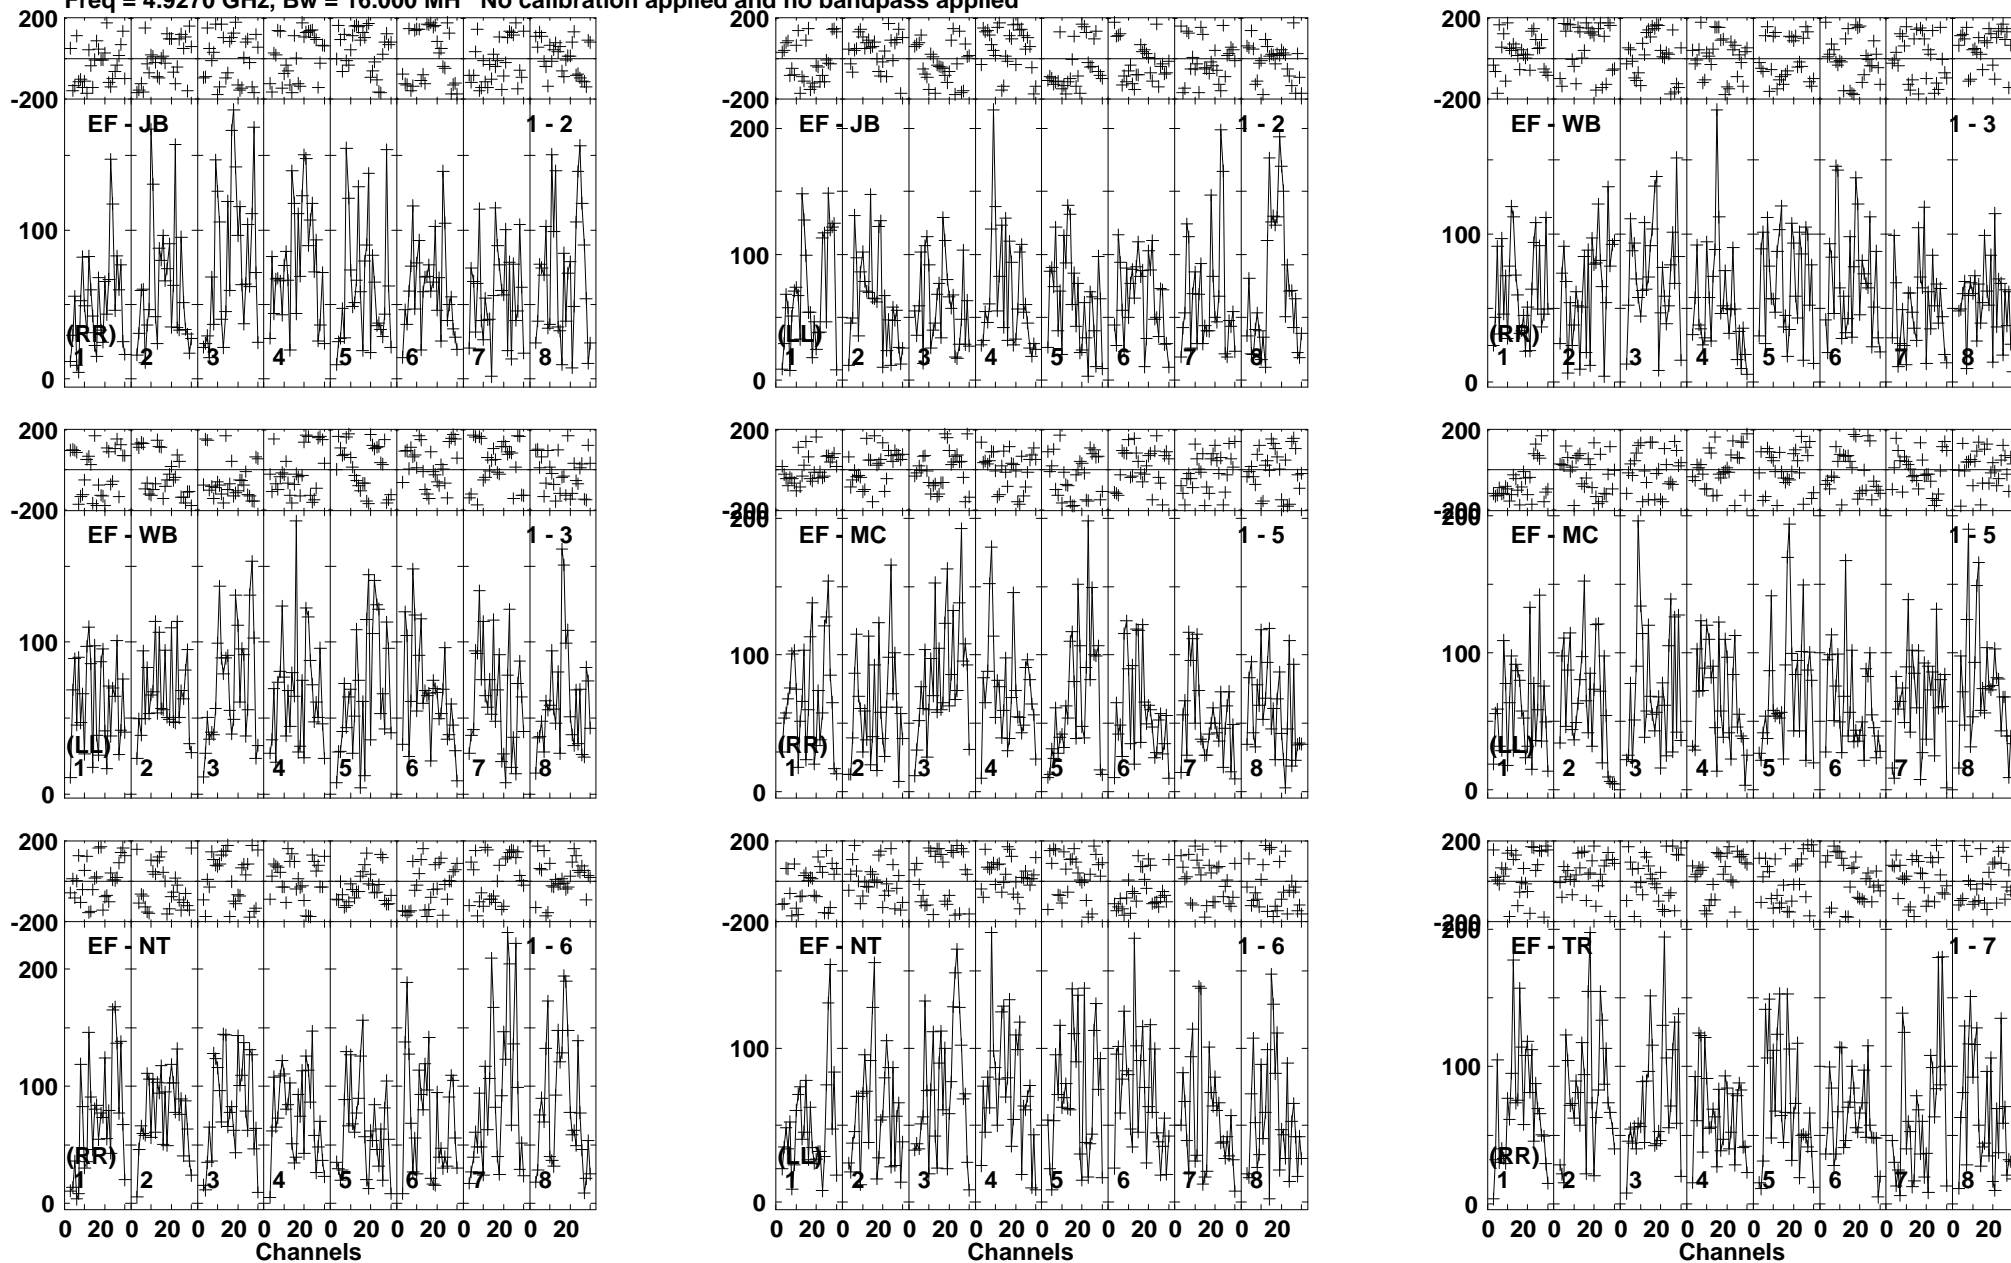 Freq = 4.9270 GHz, Bw = 16.000 MH No calibration applied and no bandpass applied
200 200 200
-200 -200 -200
EF - JB 1 - 2 EF - JB 1 - 2 EF - WB 1 - 3
200
100 100 100
(RR) (LL) (RR)
1 2 3 4 5 6 7 8 1 2 3 4 5 6 7 8 1 2 3 4 5 6 7 8
0 0 0
200 200 200
-200 -200 -200
200 200
EF - WB 1 - 3 EF - MC 1 - 5 EF - MC 1 - 5
100 100 100
(LL) (RR) (LL)
1 2 3 4 5 6 7 8 1 2 3 4 5 6 7 8 1 2 3 4 5 6 7 8
0 0 0
200 200 200
-200 -200 -200
200
EF - NT 1 - 6 EF - NT 1 - 6 EF - TR 1 - 7
200
100 100 100
(RR) (LL) (RR)
1 2 3 4 5 6 7 8 1 2 3 4 5 6 7 8 1 2 3 4 5 6 7 8
0 0 0
0 20 0 20 0 20 0 20 0 20 0 20 0 20 0 20 0 20 0 20 0 20 0 20 0 20 0 20 0 20 0 20 0 20 0 20 0 20 0 20 0 20 0 20 0 20 0 20
Channels Channels Channels